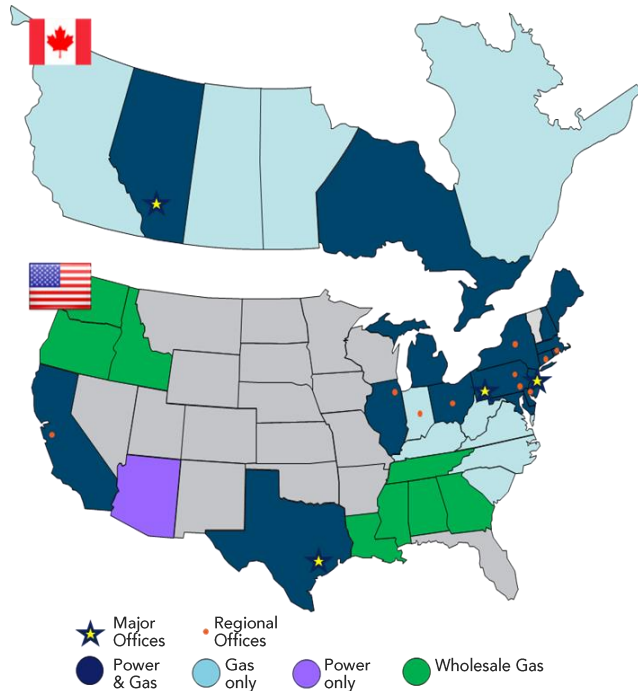 Major
Offices
Regional
Offices
Power
& Gas
Gas
only
Power
only
Wholesale Gas